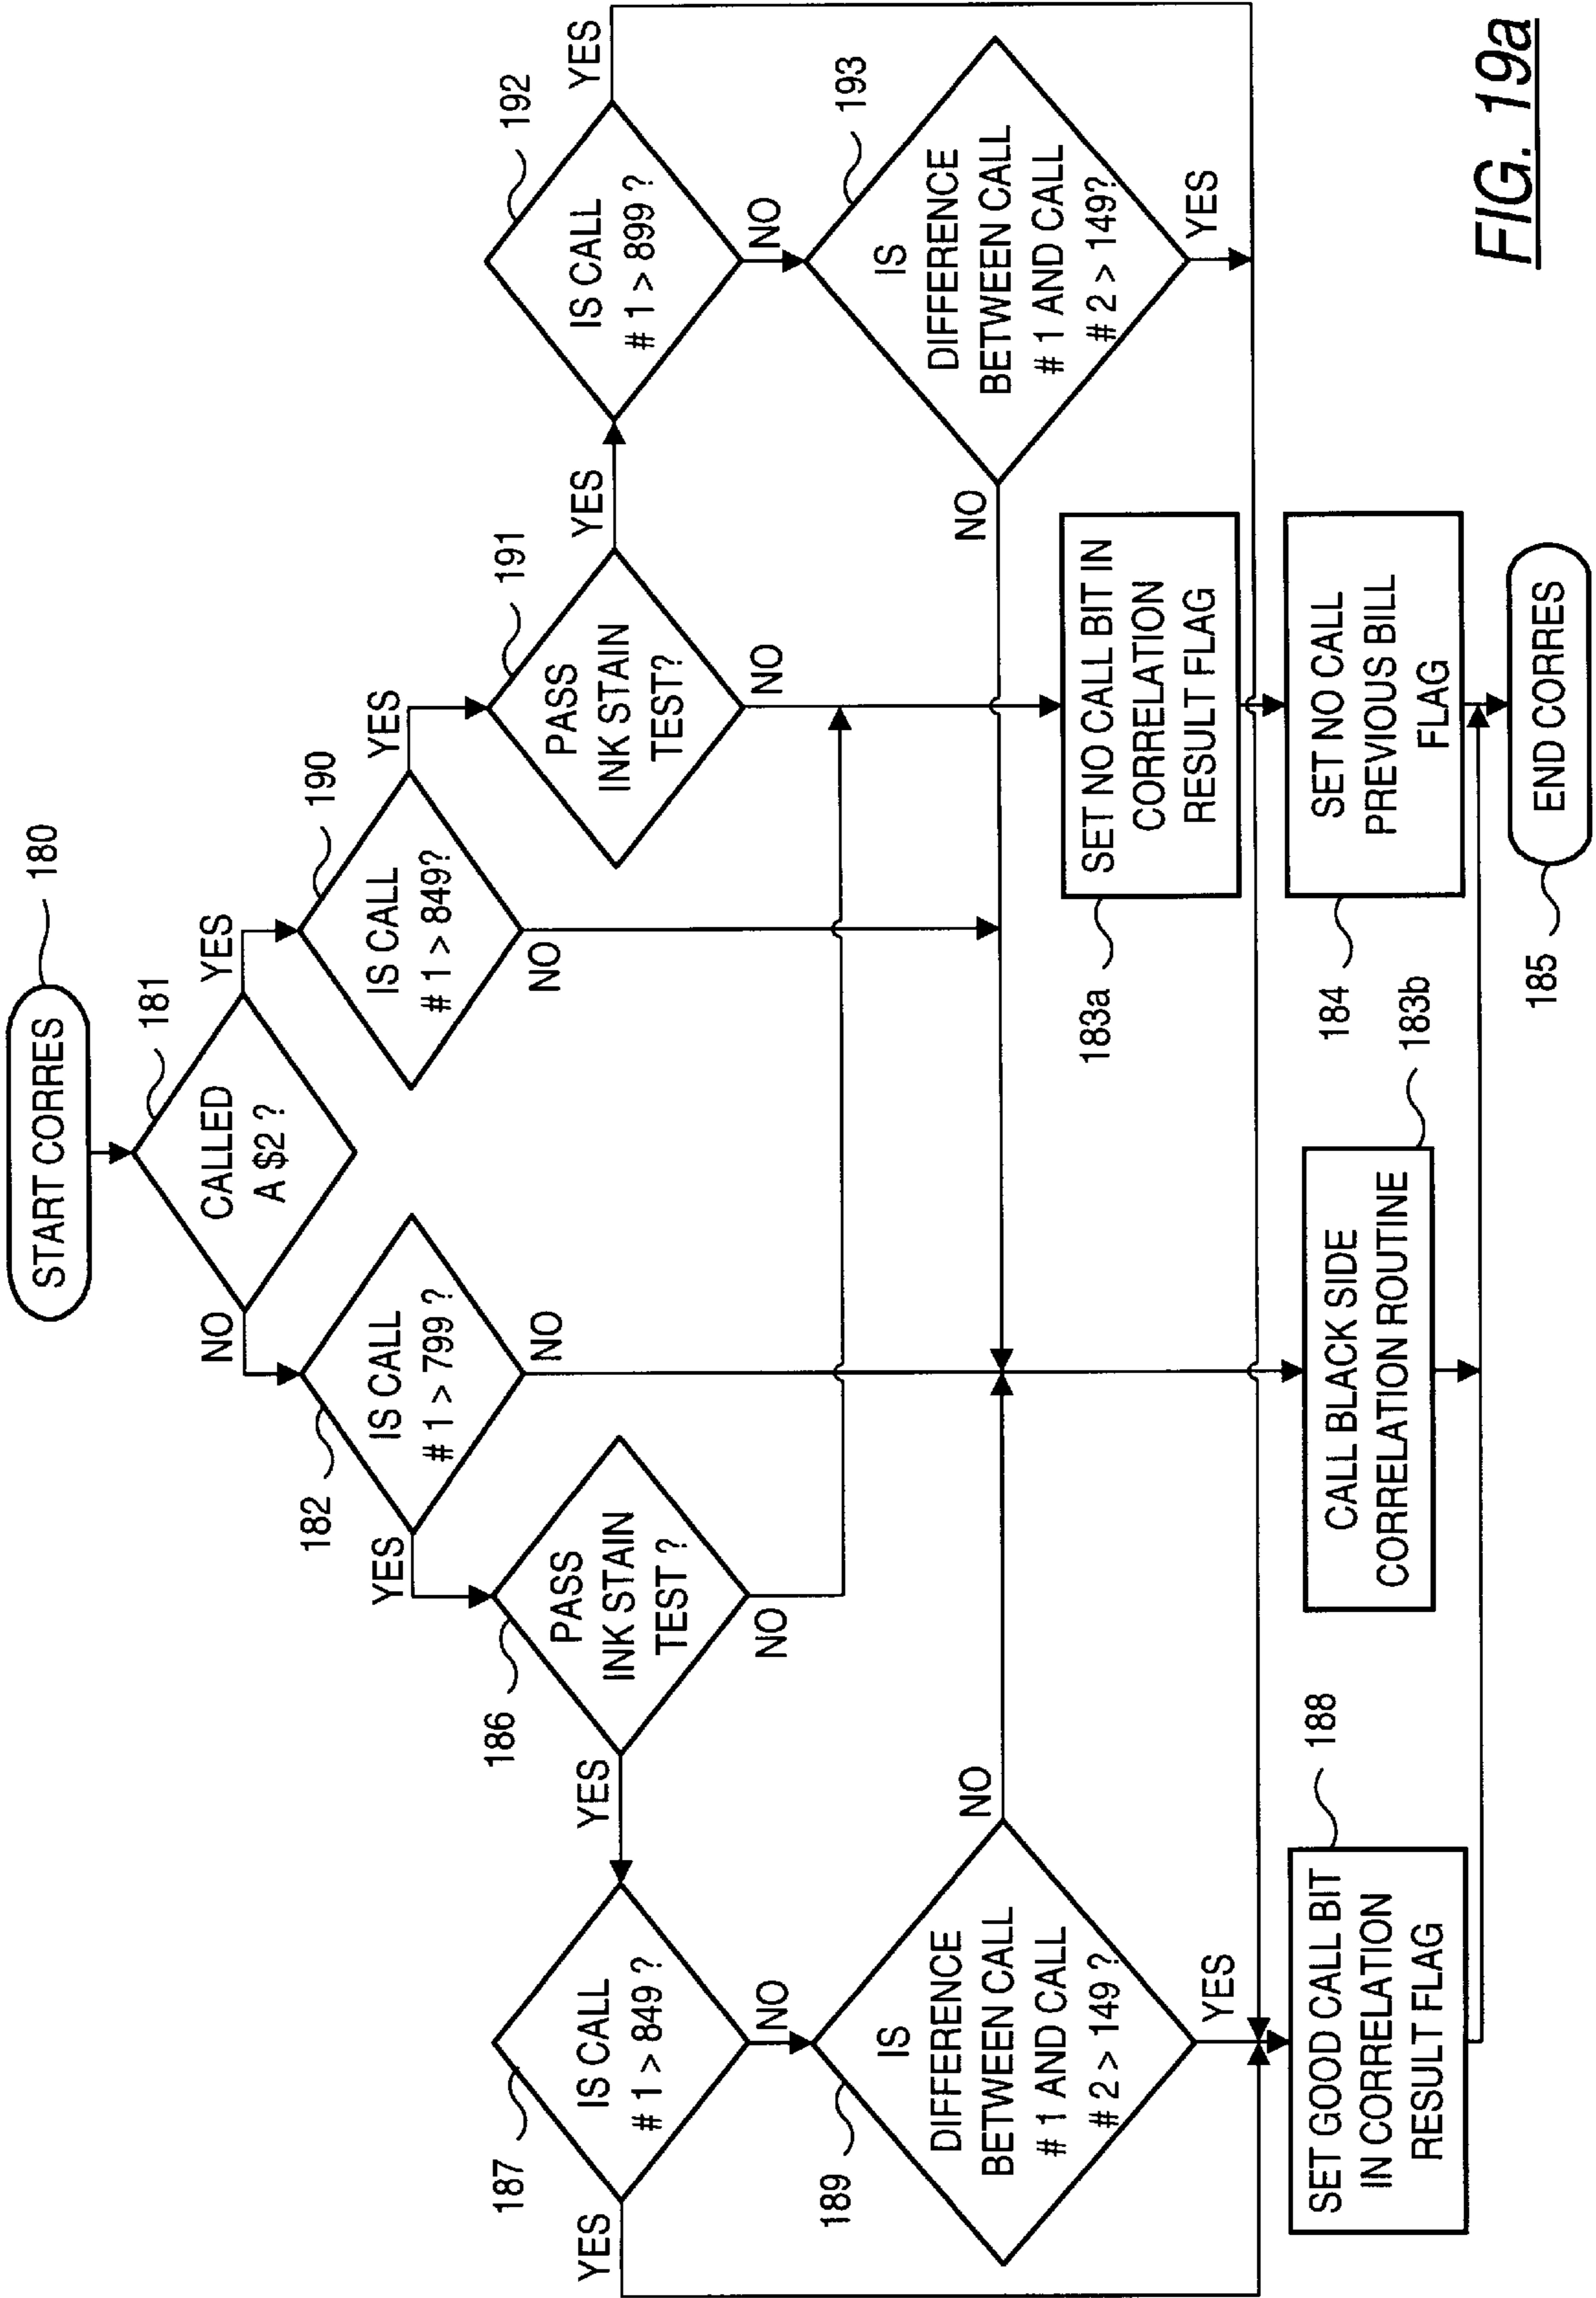 START CORRES
180
CALLED
A $2 ?
181
NO
YES
IS CALL
# 1 > 799 ?
182
YES
NO
IS CALL
# 1 > 849?
190
YES
NO
PASS
INK STAIN
TEST ?
186
YES
NO
PASS
INK STAIN
TEST?
191
YES
NO
IS CALL
# 1 > 849 ?
187
YES
NO
IS CALL
# 1 > 899 ?
192
YES
NO
IS
DIFFERENCE
BETWEEN CALL
# 1 AND CALL
# 2 > 149 ?
189
NO
YES
IS
DIFFERENCE
BETWEEN CALL
# 1 AND CALL
# 2 > 149?
193
NO
YES
SET NO CALL BIT IN
CORRELATION
RESULT FLAG
183a
SET GOOD CALL BIT
IN CORRELATION
RESULT FLAG
188
CALL BLACK SIDE
CORRELATION ROUTINE
183b
SET NO CALL
PREVIOUS BILL
FLAG
184
END CORRES
185
FIG. 19a